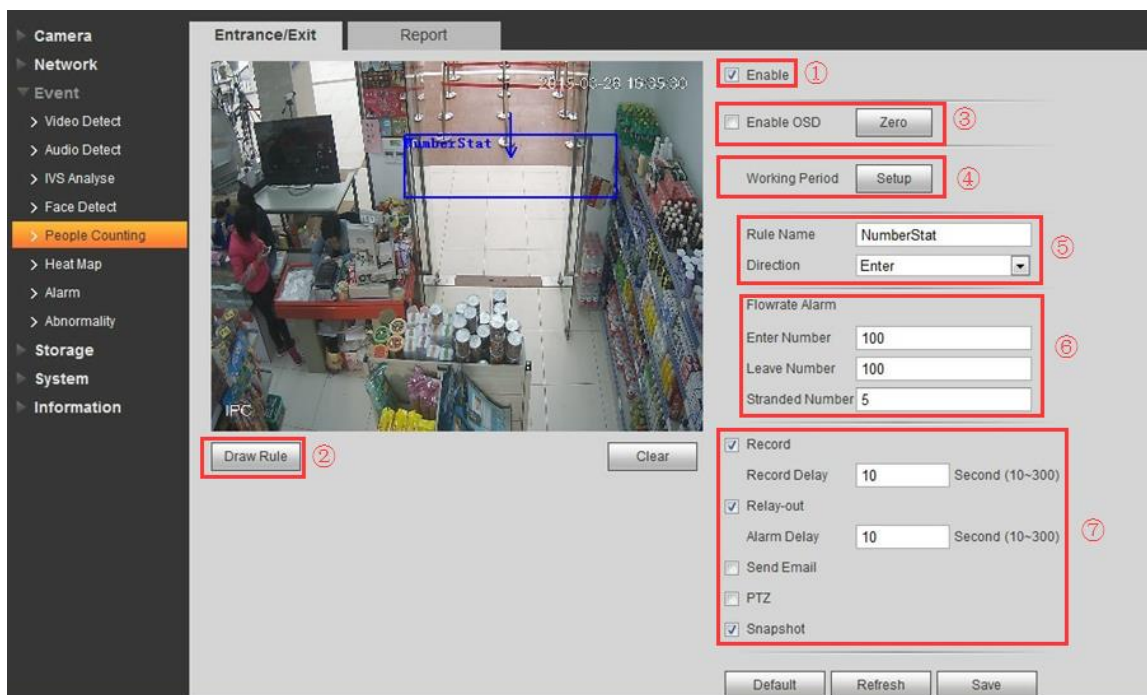 Camera
Network
Event
Video Detect
Audio Detect
IVS Analyse
Face Detect
People Counting
Heat Map
Alarm
Abnormality
Storage
System
Information
Entrance/Exit Report
2015-03-28 16:35:30
NumberStat
IPC
Draw Rule ② Clear
Enable ①
Enable OSD Zero ③
Working Period Setup ④
Rule Name NumberStat
Direction Enter ⑤
Flowrate Alarm
Enter Number 100
Leave Number 100 ⑥
Stranded Number 5
Record
Record Delay 10 Second (10~300)
Relay-out
Alarm Delay 10 Second (10~300) ⑦
Send Email
PTZ
Snapshot
Default Refresh Save